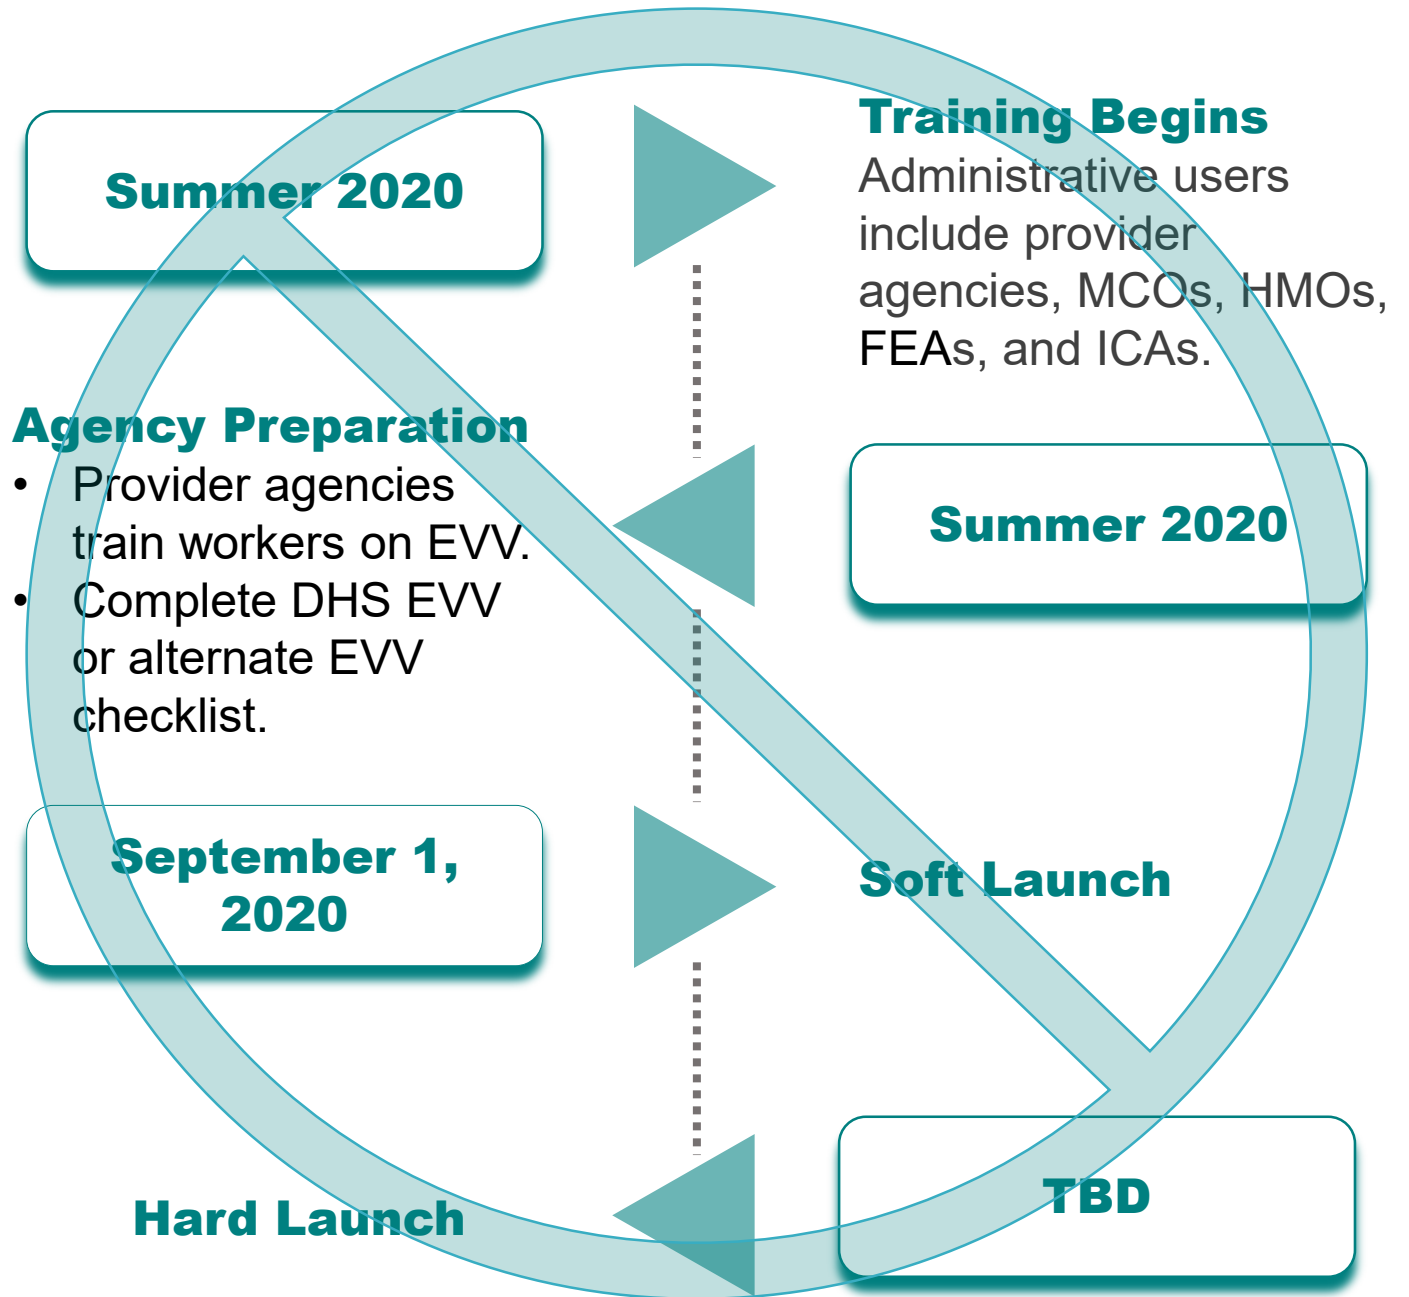 Summer 2020
Training Begins
Administrative users
include provider
agencies, MCOs, HMOs,
FEAs, and ICAs.
Agency Preparation
• Provider agencies
train workers on EVV.
• Complete DHS EVV
or alternate EVV
checklist.
Summer 2020
September 1,
2020
Soft Launch
Hard Launch
TBD